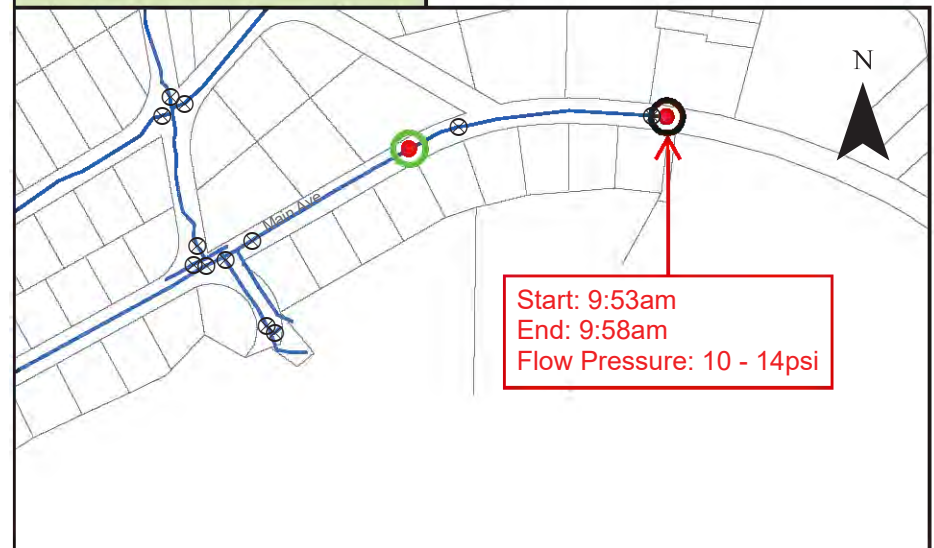 N
Main Ave
Start: 9:53am
End: 9:58am
Flow Pressure: 10 - 14psi